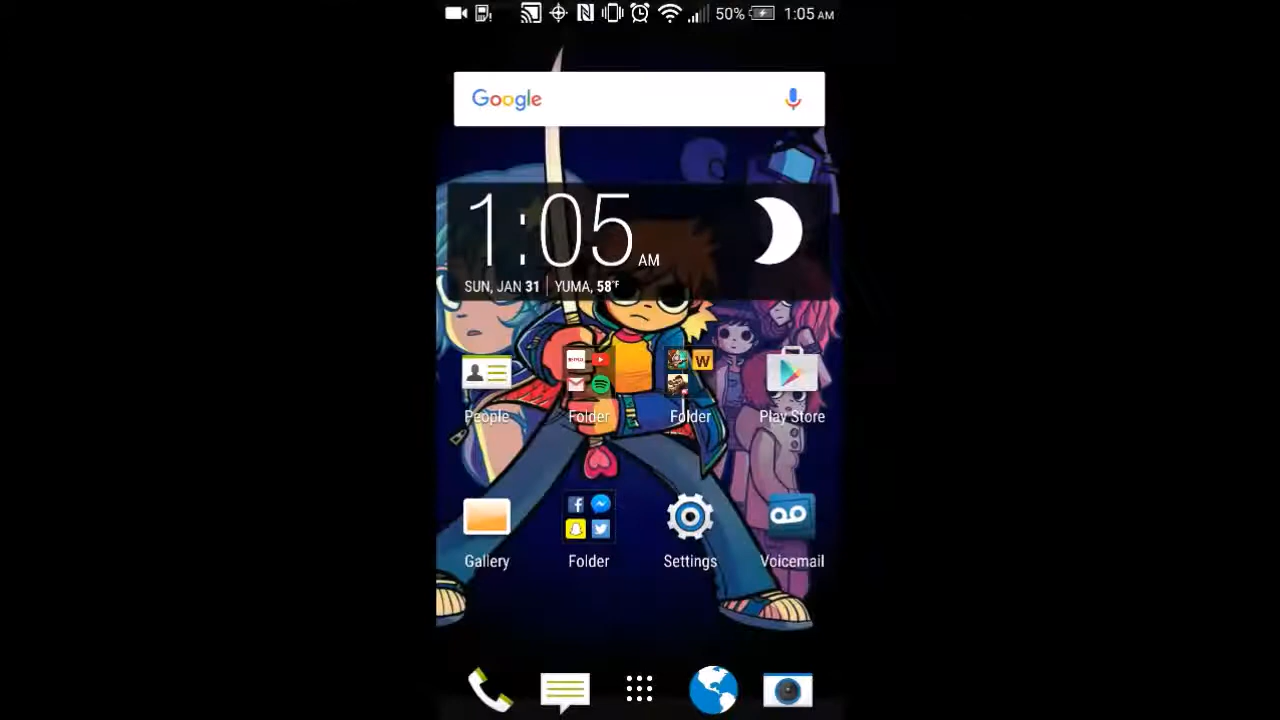 50% 1:05 AM
Google
1:05 AM
SUN, JAN 31 | YUMA, 58°F
People Folder Folder Play Store
Gallery Folder Settings Voicemail